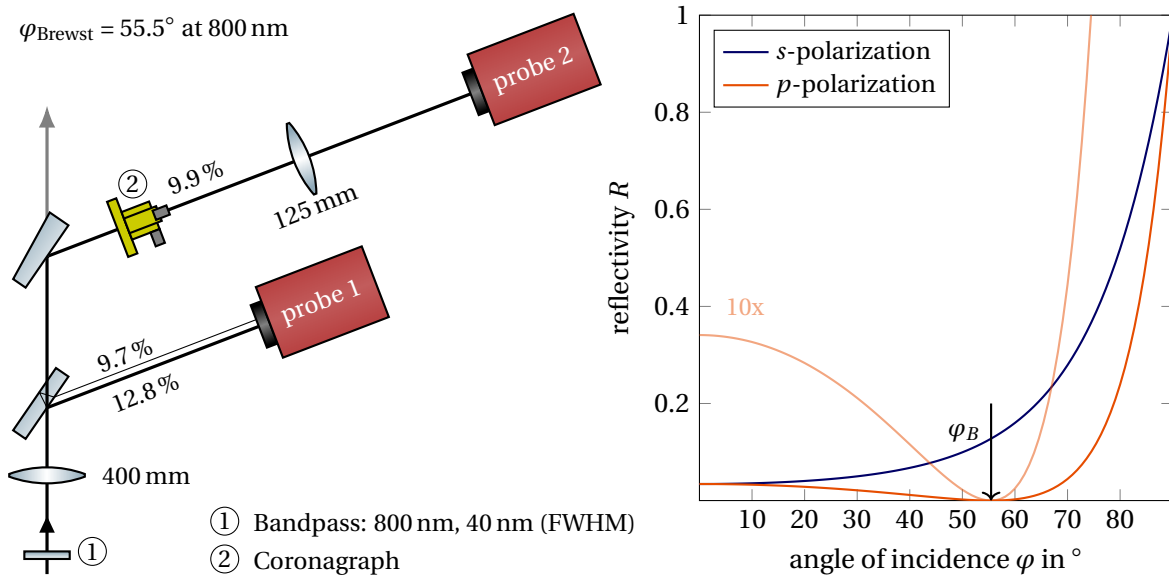 φBrewst = 55.5° at 800 nm
probe 2
②
9.9 %
125 mm
probe 1
9.7 %
12.8 %
400 mm
①
① Bandpass: 800 nm, 40 nm (FWHM)
② Coronagraph
s-polarization
p-polarization
10x
φB
1
0.8
0.6
0.4
0.2
10 20 30 40 50 60 70 80
reflectivity R
angle of incidence φ in °